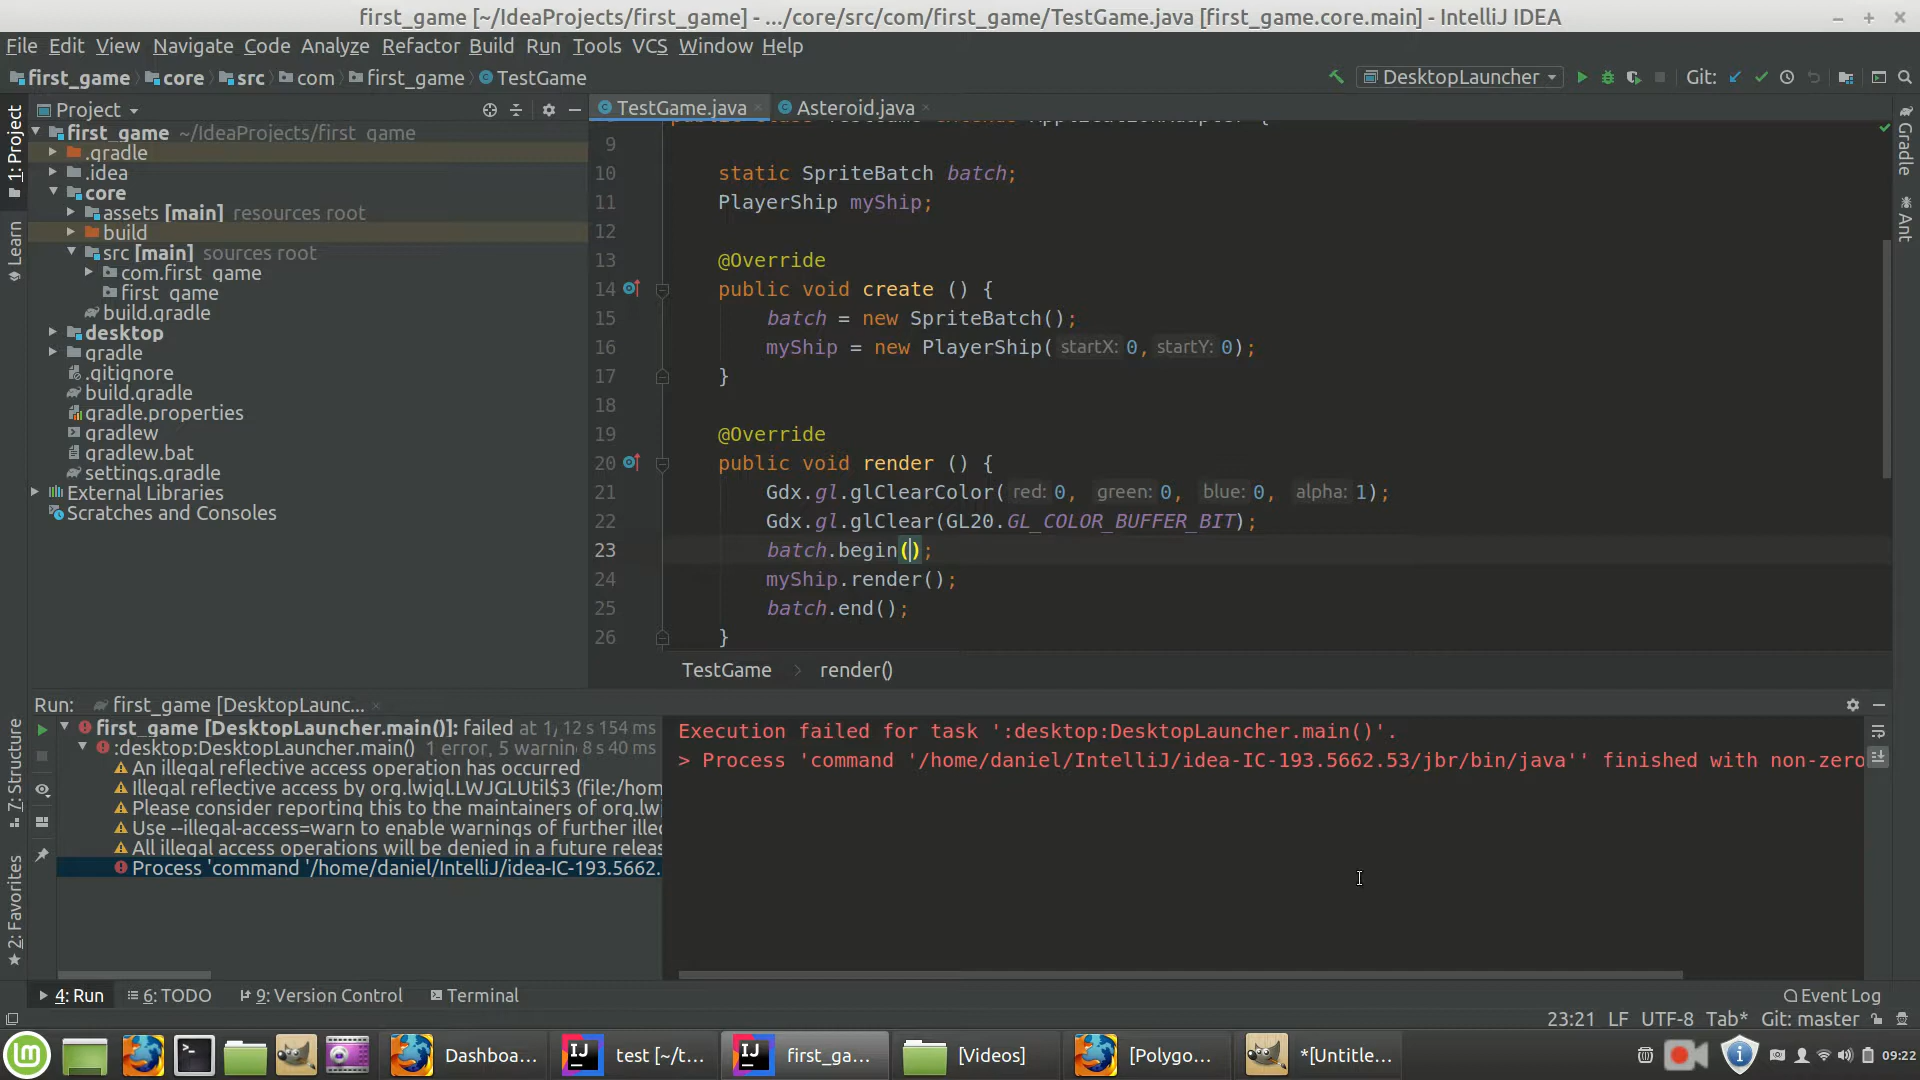 first_game [~/IdeaProjects/first_game] - .../core/src/com/first_game/TestGame.java [first_game.core.main] - IntelliJ IDEA
File Edit View Navigate Code Analyze Refactor Build Run Tools VCS Window Help
first_game core src com first_game TestGame DesktopLauncher Git:
Project
TestGame.java Asteroid.java
1: Project
Learn
7: Structure
2: Favorites
Gradle
Ant
first_game ~/IdeaProjects/first_game
.gradle
.idea
core
assets [main] resources root
build
src [main] sources root
com.first_game
first_game
build.gradle
desktop
gradle
.gitignore
build.gradle
gradle.properties
gradlew
gradlew.bat
settings.gradle
External Libraries
Scratches and Consoles
9
10 static SpriteBatch batch;
11 PlayerShip myShip;
12
13 @Override
14 public void create () {
15 batch = new SpriteBatch();
16 myShip = new PlayerShip( startX: 0, startY: 0);
17 }
18
19 @Override
20 public void render () {
21 Gdx.gl.glClearColor( red: 0, green: 0, blue: 0, alpha: 1);
22 Gdx.gl.glClear(GL20.GL_COLOR_BUFFER_BIT);
23 batch.begin();
24 myShip.render();
25 batch.end();
26 }
TestGame > render()
Run: first_game [DesktopLaunc...
first_game [DesktopLauncher.main()]: failed at 1/ 12 s 154 ms
:desktop:DesktopLauncher.main() 1 error, 5 warnin 8 s 40 ms
An illegal reflective access operation has occurred
Illegal reflective access by org.lwjgl.LWJGLUtil$3 (file:/hom
Please consider reporting this to the maintainers of org.lwj
Use --illegal-access=warn to enable warnings of further ille
All illegal access operations will be denied in a future releas
Process 'command '/home/daniel/IntelliJ/idea-IC-193.5662.
Execution failed for task ':desktop:DesktopLauncher.main()'.
> Process 'command '/home/daniel/IntelliJ/idea-IC-193.5662.53/jbr/bin/java'' finished with non-zero
4: Run 6: TODO 9: Version Control Terminal Event Log
23:21 LF UTF-8 Tab* Git: master
Dashboa... test [~/t... first_ga... [Videos] [Polygo... *[Untitle... 09:22